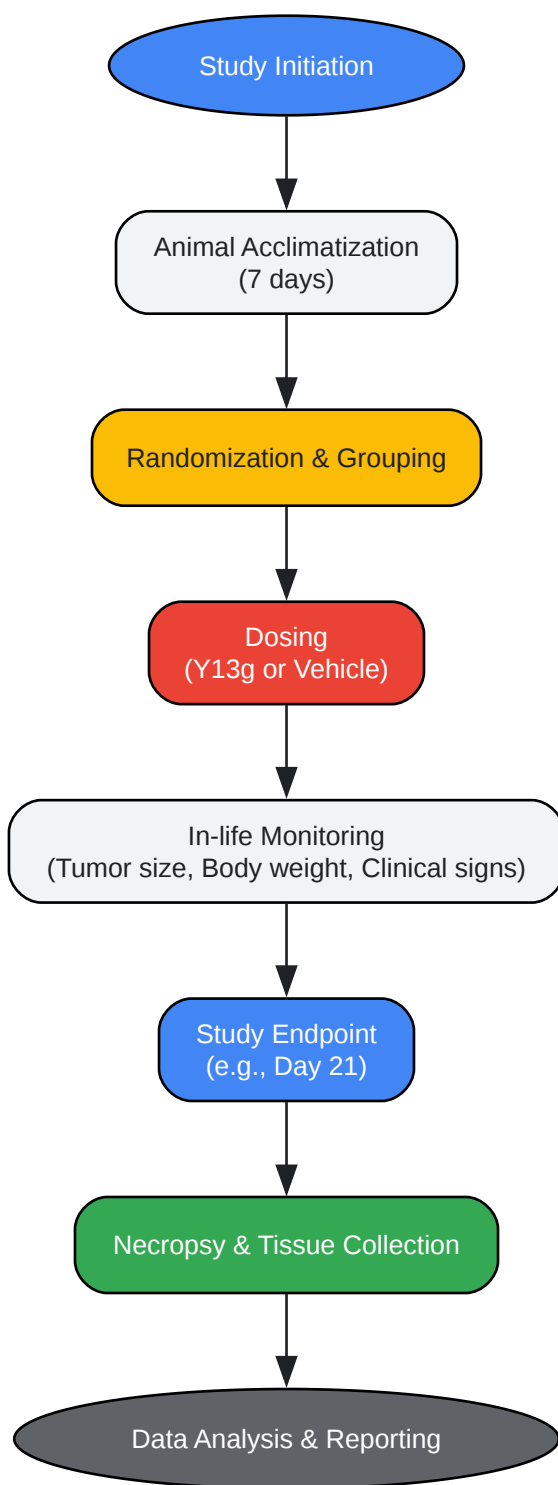 Study Initiation
Animal Acclimatization
(7 days)
Randomization & Grouping
Dosing
(Y13g or Vehicle)
In-life Monitoring
(Tumor size, Body weight, Clinical signs)
Study Endpoint
(e.g., Day 21)
Necropsy & Tissue Collection
Data Analysis & Reporting